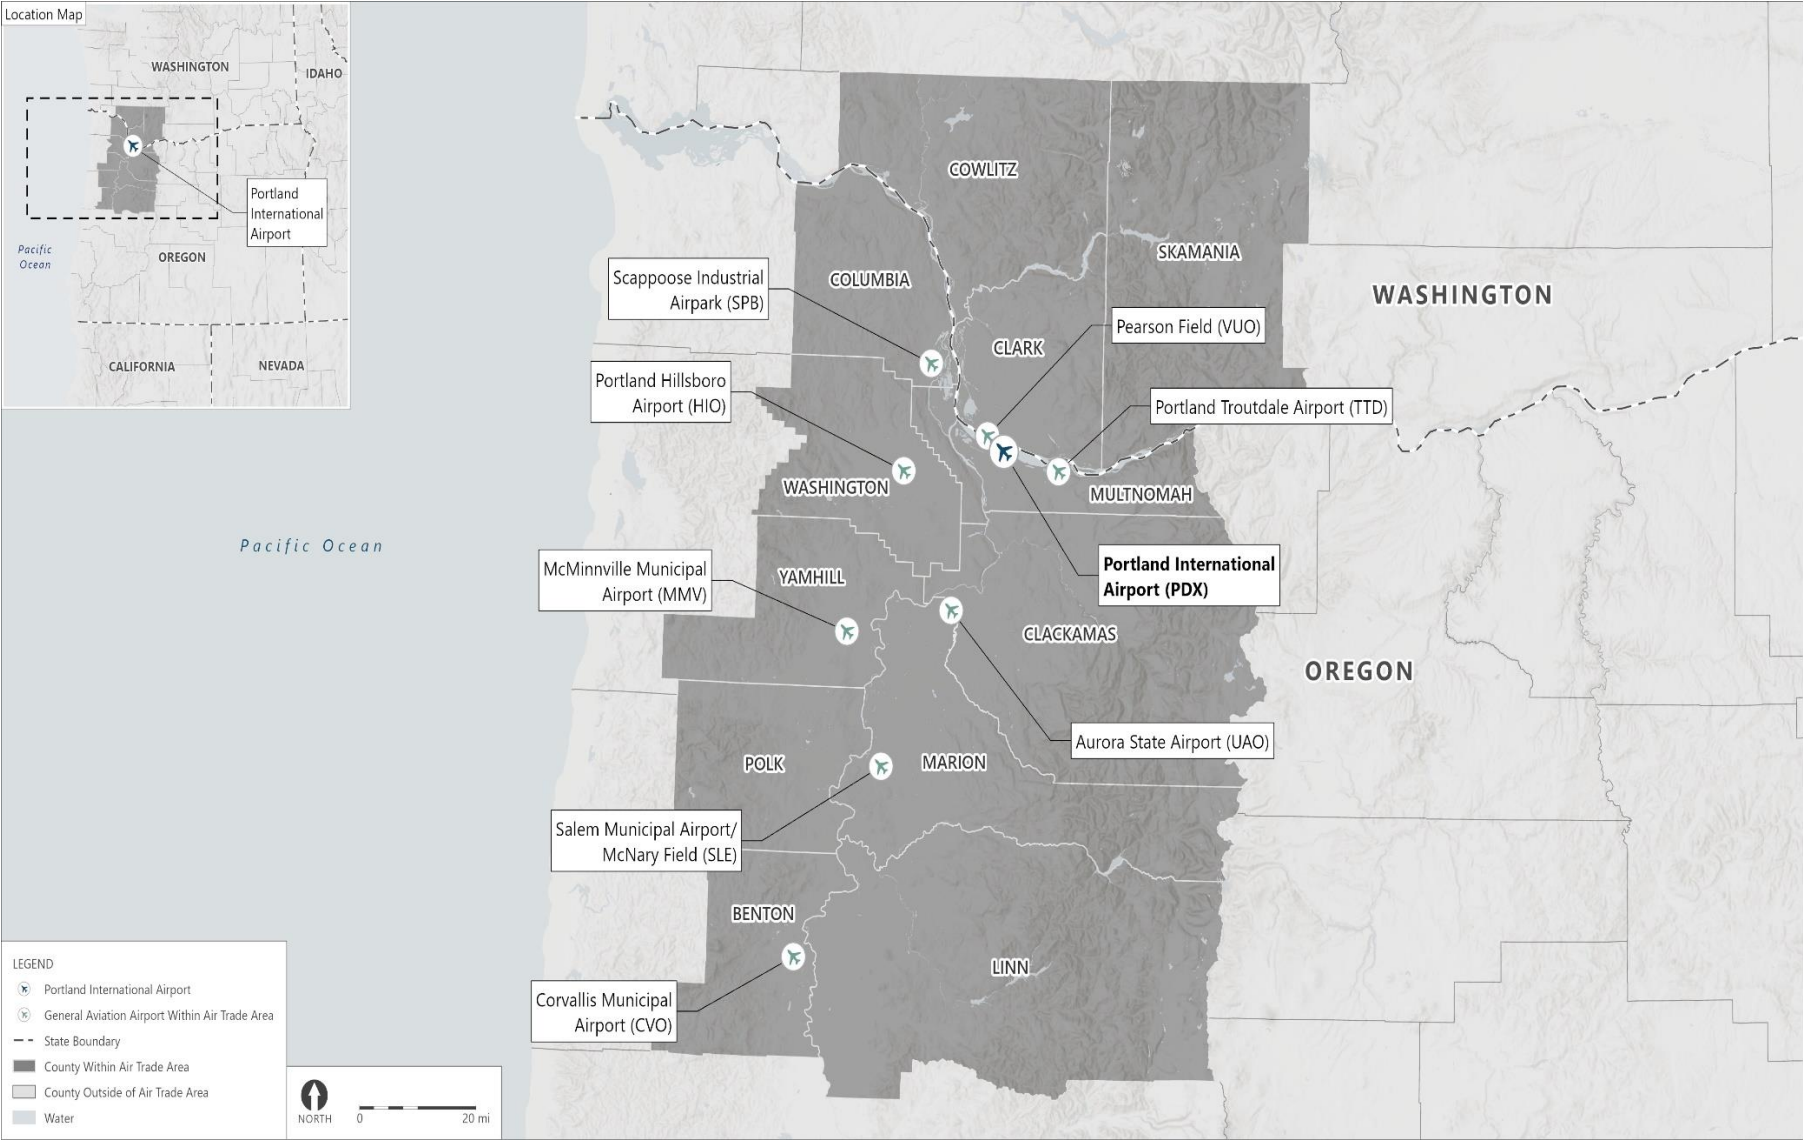 Location Map
WASHINGTON
IDAHO
Portland
International
Airport
Pacific
Ocean
OREGON
CALIFORNIA
NEVADA
COWLITZ
SKAMANIA
Scappoose Industrial
Airpark (SPB)
COLUMBIA
WASHINGTON
Pearson Field (VUO)
CLARK
Portland Hillsboro
Airport (HIO)
Portland Troutdale Airport (TTD)
WASHINGTON
MULTNOMAH
Pacific Ocean
McMinnville Municipal
Airport (MMV)
YAMHILL
Portland International
Airport (PDX)
CLACKAMAS
OREGON
Aurora State Airport (UAO)
POLK
MARION
Salem Municipal Airport/
McNary Field (SLE)
BENTON
LINN
Corvallis Municipal
Airport (CVO)
LEGEND
Portland International Airport
General Aviation Airport Within Air Trade Area
State Boundary
County Within Air Trade Area
County Outside of Air Trade Area
Water
NORTH
0 20 mi